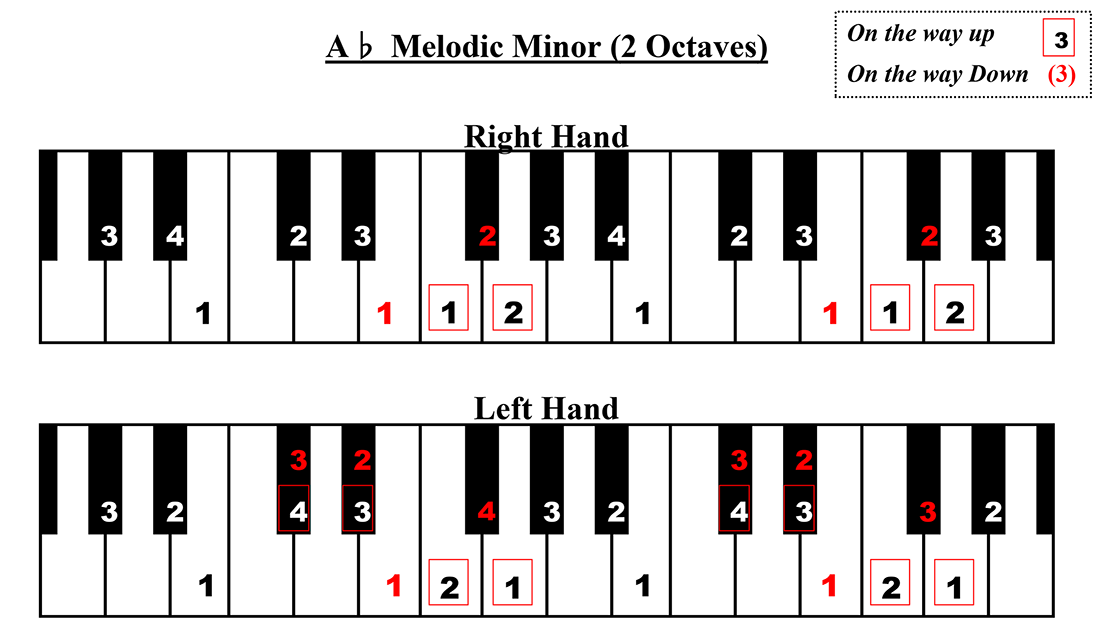 A ♭ Melodic Minor (2 Octaves)
On the way up 3
On the way Down (3)
Right Hand
3 4 2 3 2 3 4 2 3 2 3
1 1 1 2 1 1 1 2
Left Hand
3 2 3 2
3 2 4 3 4 3 2 4 3 3 2
1 1 2 1 1 1 2 1